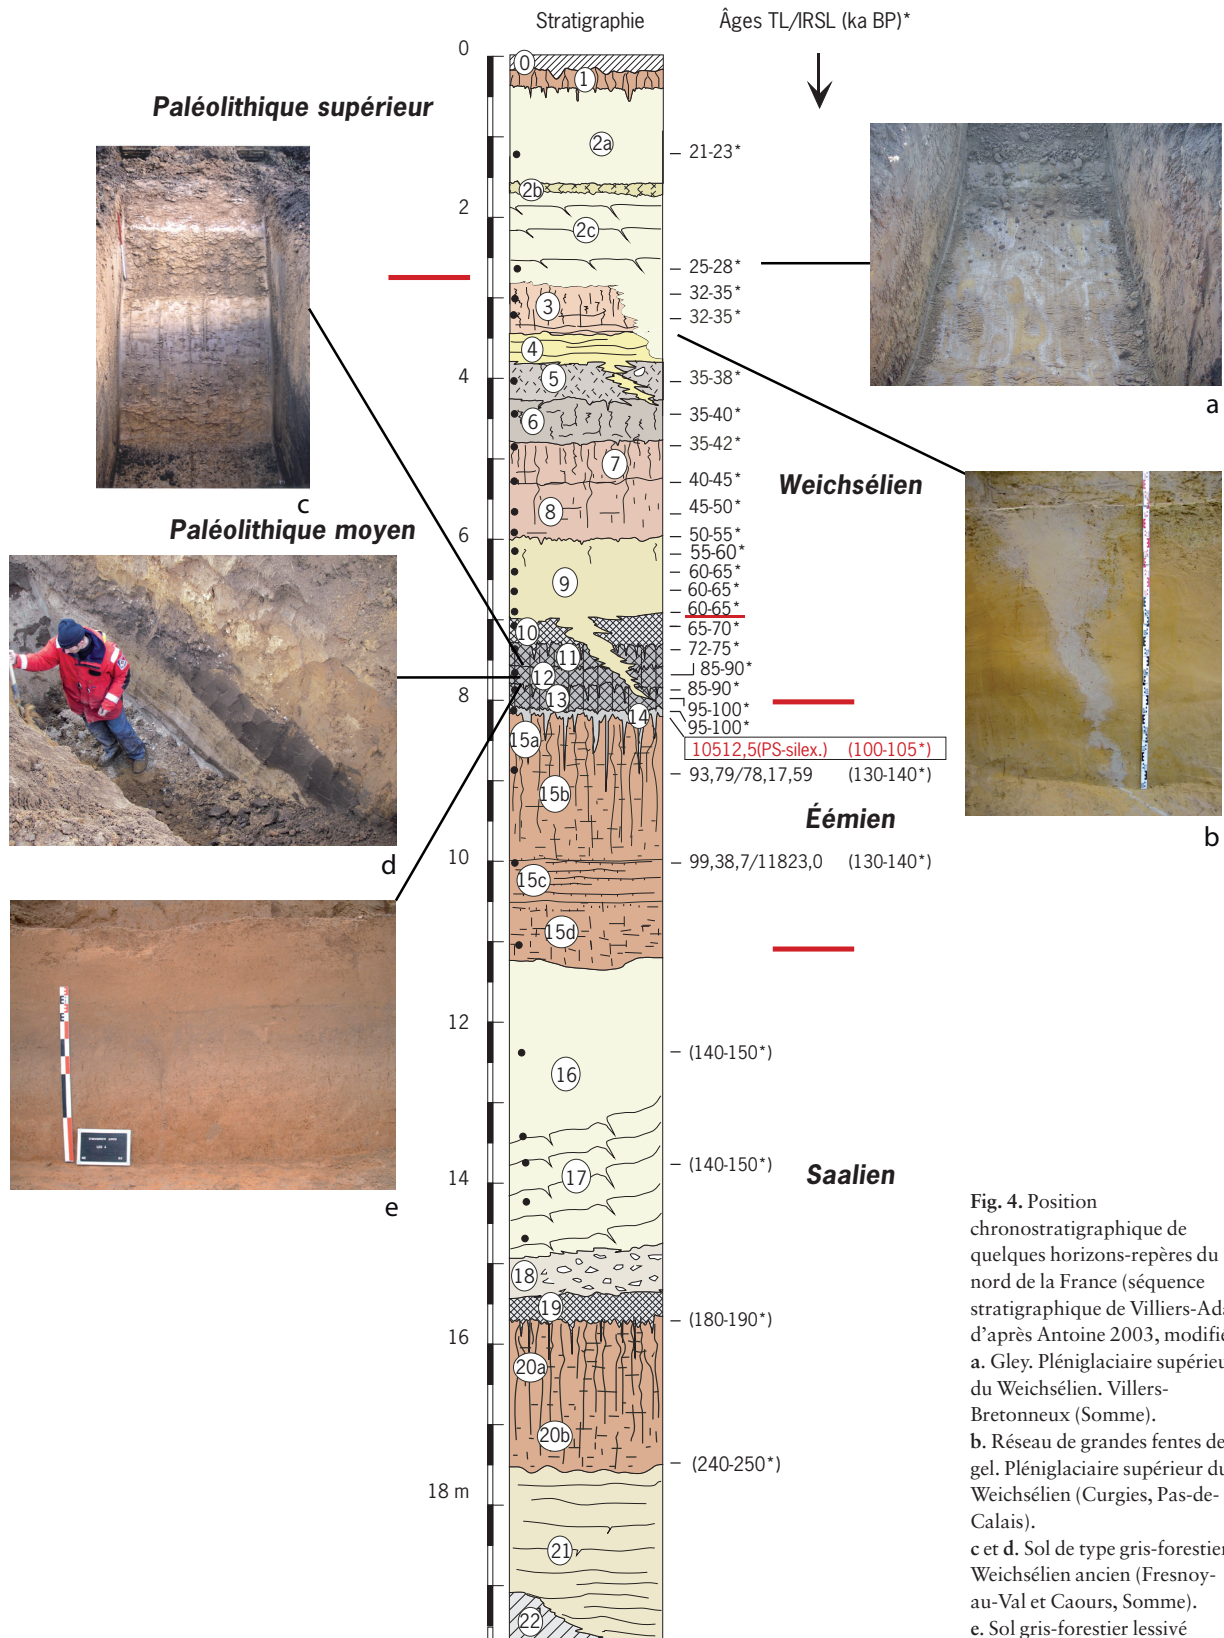 Stratigraphie
Âges TL/IRSL (ka BP)*
Paléolithique supérieur
Paléolithique moyen
Weichsélien
Éémien
Saalien
0
2
4
6
8
10
12
14
16
18 m
0
1
2a
2b
2c
3
4
5
6
7
8
9
10
11
12
13
14
15a
15b
15c
15d
16
17
18
19
20a
20b
21
22
21-23*
25-28*
32-35*
32-35*
35-38*
35-40*
35-42*
40-45*
45-50*
50-55*
55-60*
60-65*
60-65*
60-65*
65-70*
72-75*
85-90*
85-90*
95-100*
95-100*
10512,5(PS-silex.) (100-105*)
93,79/78,17,59 (130-140*)
99,38,7/11823,0 (130-140*)
(140-150*)
(140-150*)
(180-190*)
(240-250*)
a
b
c
d
e
Fig. 4. Position
chronostratigraphique de
quelques horizons-repères du
nord de la France (séquence
stratigraphique de Villiers-Ada
d'après Antoine 2003, modifié
a. Gley. Pléniglaciaire supérieu
du Weichsélien. Villers-
Bretonneux (Somme).
b. Réseau de grandes fentes de
gel. Pléniglaciaire supérieur du
Weichsélien (Curgies, Pas-de-
Calais).
c et d. Sol de type gris-forestier
Weichsélien ancien (Fresnoy-
au-Val et Caours, Somme).
e. Sol gris-forestier lessivé